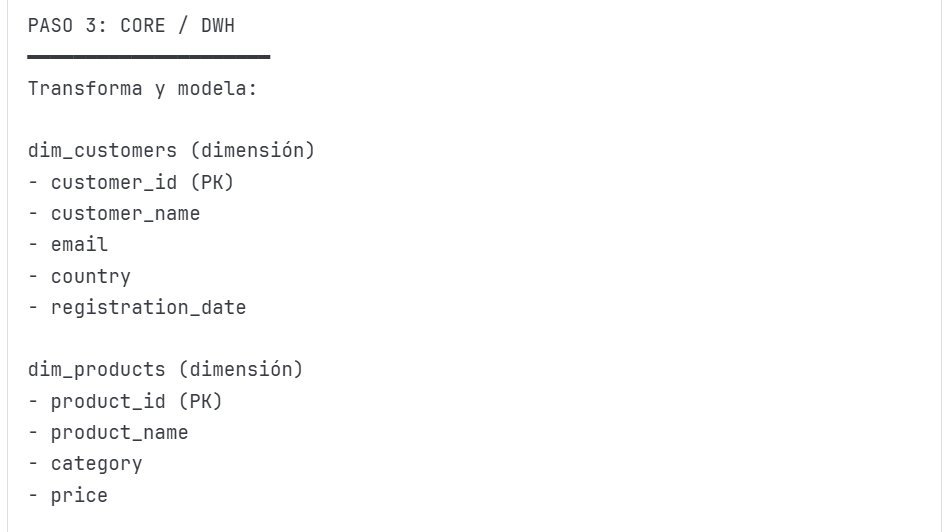 PASO 3: CORE / DWH
Transforma y modela:
dim_customers (dimensión)
- customer_id (PK)
- customer_name
- email
- country
- registration_date
dim_products (dimensión)
- product_id (PK)
- product_name
- category
- price